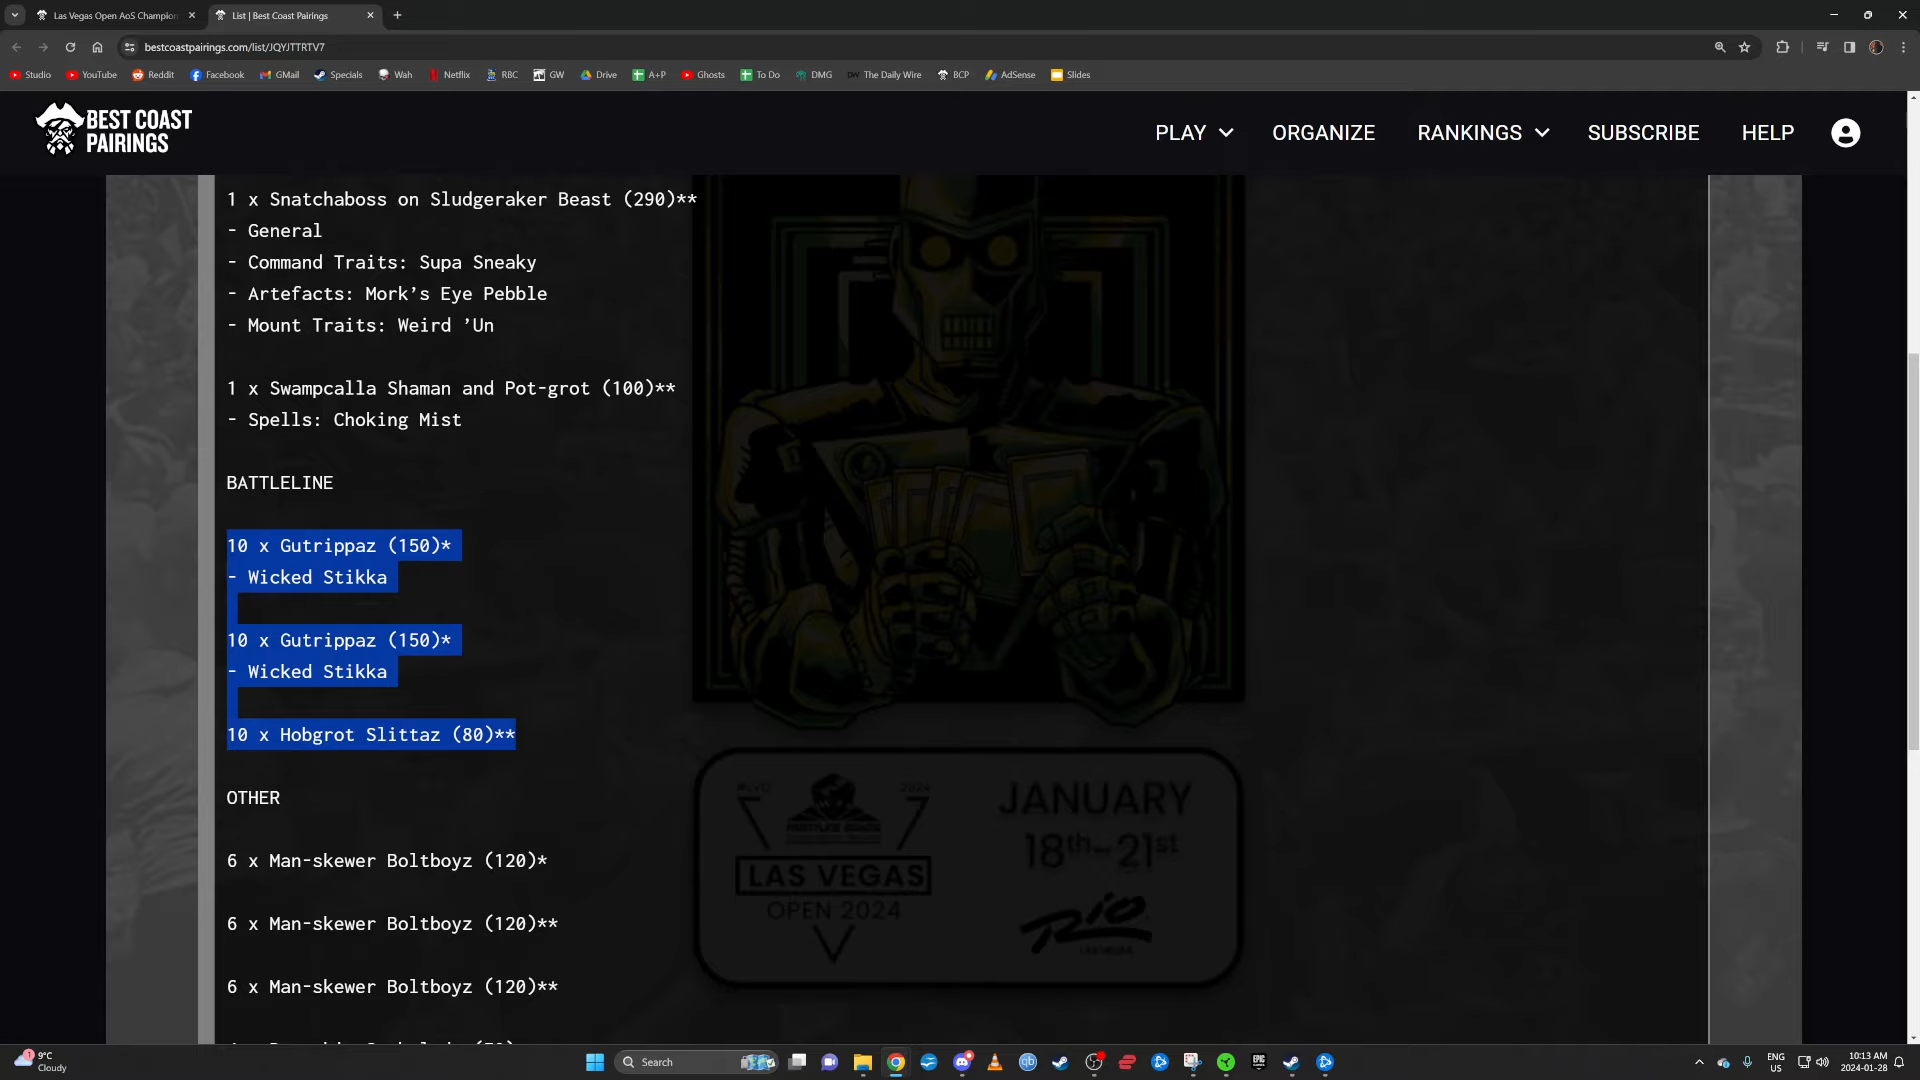 Las Vegas Open AoS Champion
List | Best Coast Pairings
bestcoastpairings.com/list/JQYJTTRTV7
Studio YouTube Reddit Facebook GMail Specials Wah Netflix RBC GW Drive A+P Ghosts To Do DMG The Daily Wire BCP AdSense Slides
BEST COAST
PAIRINGS
PLAY ORGANIZE RANKINGS SUBSCRIBE HELP
1 x Snatchaboss on Sludgeraker Beast (290)**
- General
- Command Traits: Supa Sneaky
- Artefacts: Mork’s Eye Pebble
- Mount Traits: Weird ’Un
1 x Swampcalla Shaman and Pot-grot (100)**
- Spells: Choking Mist
BATTLELINE
10 x Gutrippaz (150)*
- Wicked Stikka
10 x Gutrippaz (150)*
- Wicked Stikka
10 x Hobgrot Slittaz (80)**
OTHER
6 x Man-skewer Boltboyz (120)*
6 x Man-skewer Boltboyz (120)**
6 x Man-skewer Boltboyz (120)**
2024
LAS VEGAS
OPEN 2024
JANUARY
18th-21st
Rio
LAS VEGAS
1
9°C
Cloudy
Search
ENG
US
10:13 AM
2024-01-28